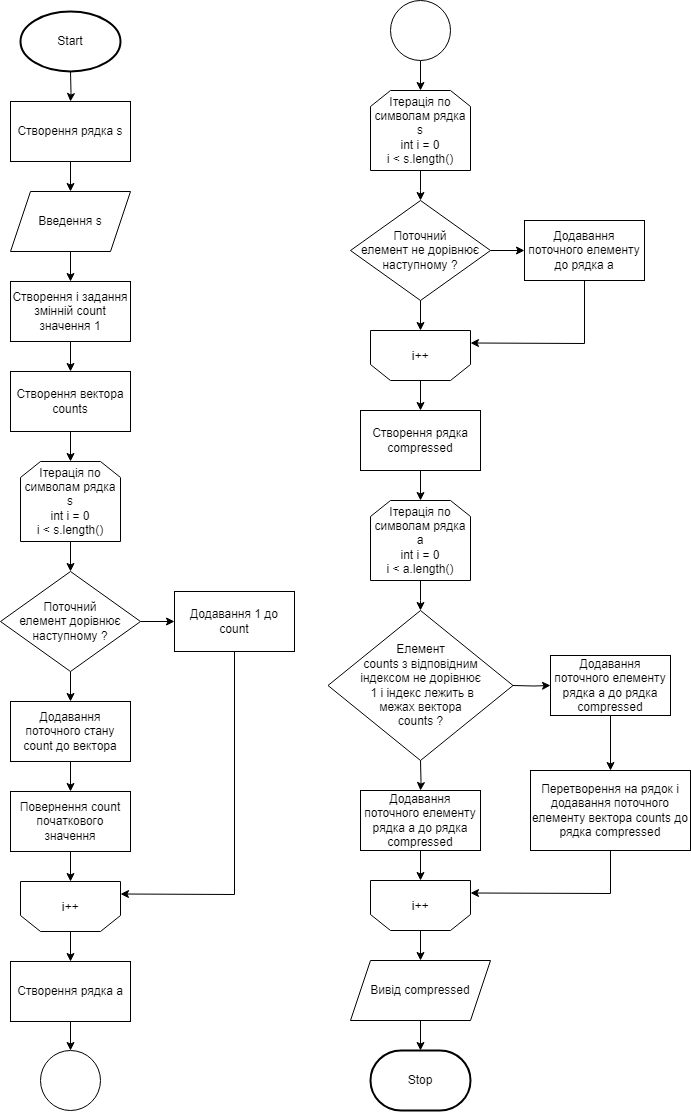 Start
Створення рядка s
Введення s
Створення і задання
змінній count
значення 1
Створення вектора
counts
Ітерація по
символам рядка
s
int i = 0
i < s.length()
Поточний
елемент дорівнює
наступному ?
Додавання 1 до
count
Додавання
поточного стану
count до вектора
Повернення count
початкового
значення
i++
Створення рядка a
Ітерація по
символам рядка
s
int i = 0
i < s.length()
Поточний
елемент не дорівнює
наступному ?
Додавання
поточного елементу
до рядка a
i++
Створення рядка
compressed
Ітерація по
символам рядка
a
int i = 0
i < a.length()
Елемент
counts з відповідним
індексом не дорівнює
1 і індекс лежить в
межах вектора
counts ?
Додавання
поточного елементу
рядка a до рядка
compressed
Перетворення на рядок і
додавання поточного
елементу вектора counts до
рядка compressed
Додавання
поточного елементу
рядка a до рядка
compressed
i++
Вивід compressed
Stop